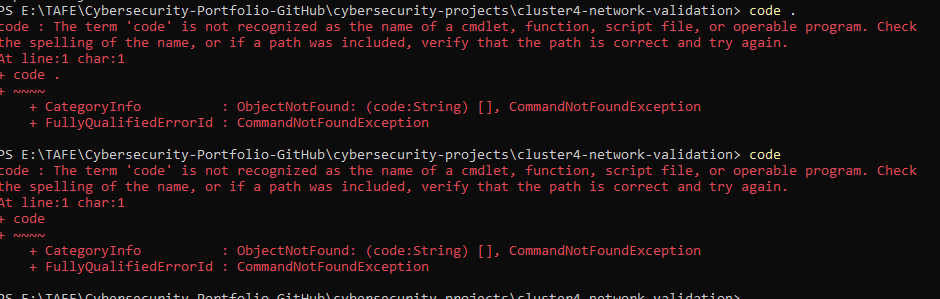 PS E:\TAFE\Cybersecurity-Portfolio-GitHub\cybersecurity-projects\cluster4-network-validation> code .
code : The term 'code' is not recognized as the name of a cmdlet, function, script file, or operable program. Check
the spelling of the name, or if a path was included, verify that the path is correct and try again.
At line:1 char:1
+ code .
+ ~~~~
    + CategoryInfo          : ObjectNotFound: (code:String) [], CommandNotFoundException
    + FullyQualifiedErrorId : CommandNotFoundException
PS E:\TAFE\Cybersecurity-Portfolio-GitHub\cybersecurity-projects\cluster4-network-validation> code
code : The term 'code' is not recognized as the name of a cmdlet, function, script file, or operable program. Check
the spelling of the name, or if a path was included, verify that the path is correct and try again.
At line:1 char:1
+ code
+ ~~~~
    + CategoryInfo          : ObjectNotFound: (code:String) [], CommandNotFoundException
    + FullyQualifiedErrorId : CommandNotFoundException
PS E:\TAFE\Cybersecurity-Portfolio-GitHub\cybersecurity-projects\cluster4-network-validation>